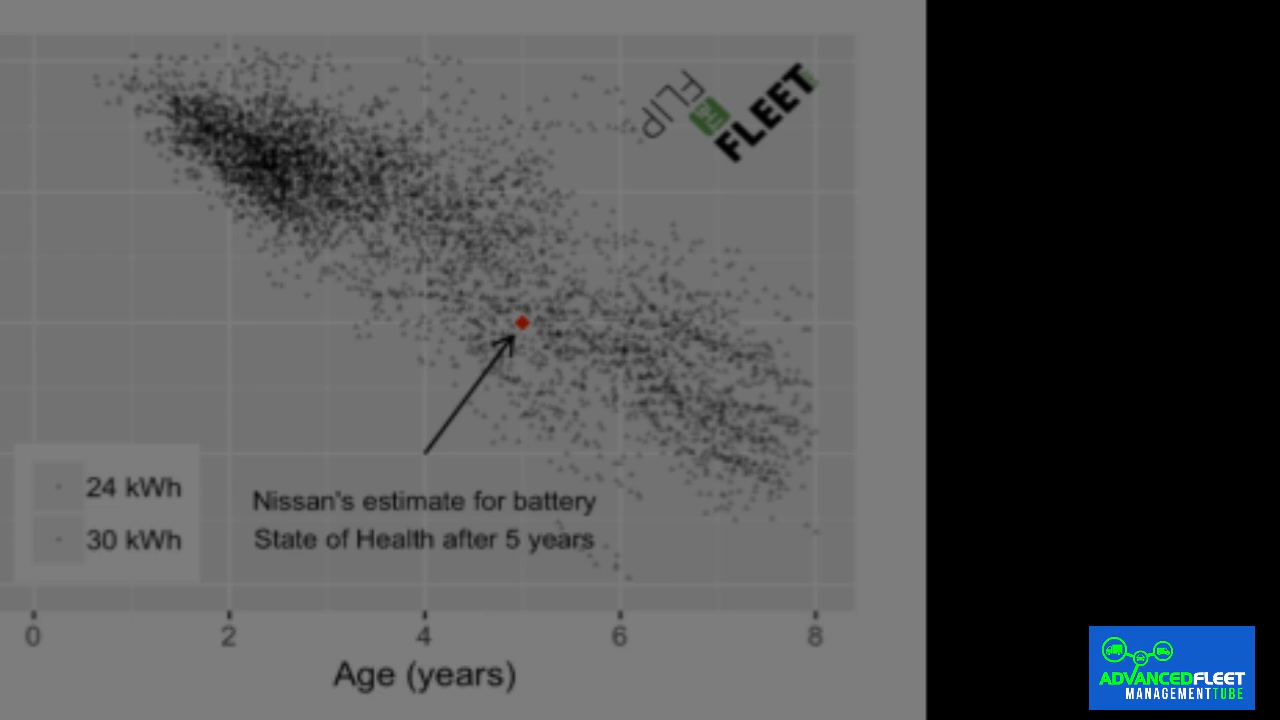 FLIP
THE
FLEET
24 kWh
30 kWh
Nissan's estimate for battery
State of Health after 5 years
0 2 4 6 8
Age (years)
ADVANCEDFLEET
MANAGEMENTTUBE